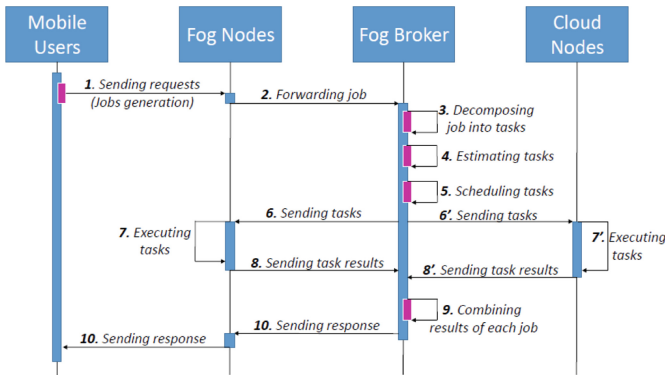 Mobile
Users
Fog Nodes
Fog Broker
Cloud
Nodes
1. Sending requests
(Jobs generation)
2. Forwarding job
3. Decomposing
job into tasks
4. Estimating tasks
5. Scheduling tasks
6. Sending tasks
6'. Sending tasks
7. Executing
tasks
7'. Executing
tasks
8. Sending task results
8'. Sending task results
9. Combining
results of each job
10. Sending response
10. Sending response